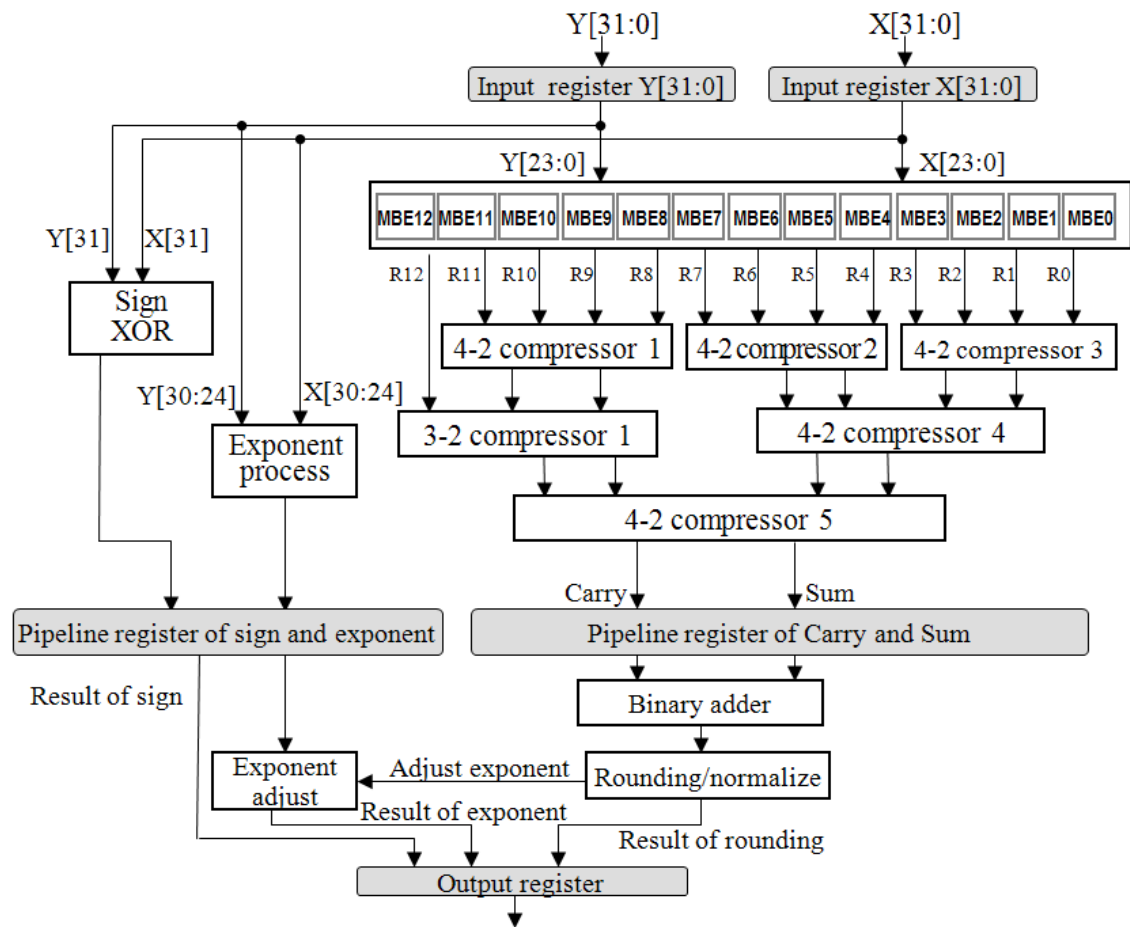 Y[31:0] X[31:0]
Input register Y[31:0] Input register X[31:0]
Y[23:0] X[23:0]
MBE12 MBE11 MBE10 MBE9 MBE8 MBE7 MBE6 MBE5 MBE4 MBE3 MBE2 MBE1 MBE0
Y[31] X[31]
R12 R11 R10 R9 R8 R7 R6 R5 R4 R3 R2 R1 R0
Sign
XOR
4-2 compressor 1 4-2 compressor 2 4-2 compressor 3
Y[30:24] X[30:24]
3-2 compressor 1 4-2 compressor 4
Exponent
process
4-2 compressor 5
Carry Sum
Pipeline register of sign and exponent Pipeline register of Carry and Sum
Result of sign
Binary adder
Exponent
adjust
Adjust exponent
Rounding/normalize
Result of exponent
Result of rounding
Output register